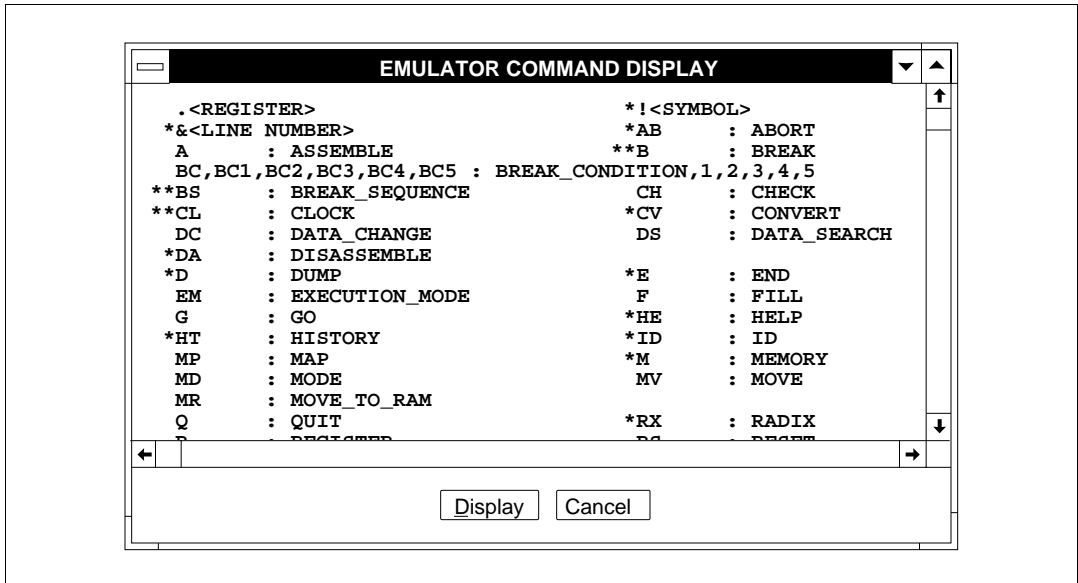 EMULATOR COMMAND DISPLAY
.<REGISTER> *!<SYMBOL>
*&<LINE NUMBER> *AB : ABORT
A : ASSEMBLE **B : BREAK
BC,BC1,BC2,BC3,BC4,BC5 : BREAK_CONDITION,1,2,3,4,5
**BS : BREAK_SEQUENCE CH : CHECK
**CL : CLOCK *CV : CONVERT
DC : DATA_CHANGE DS : DATA_SEARCH
*DA : DISASSEMBLE
*D : DUMP *E : END
EM : EXECUTION_MODE F : FILL
G : GO *HE : HELP
*HT : HISTORY *ID : ID
MP : MAP *M : MEMORY
MD : MODE MV : MOVE
MR : MOVE_TO_RAM
Q : QUIT *RX : RADIX
R : REGISTER RS : RESET
Display Cancel